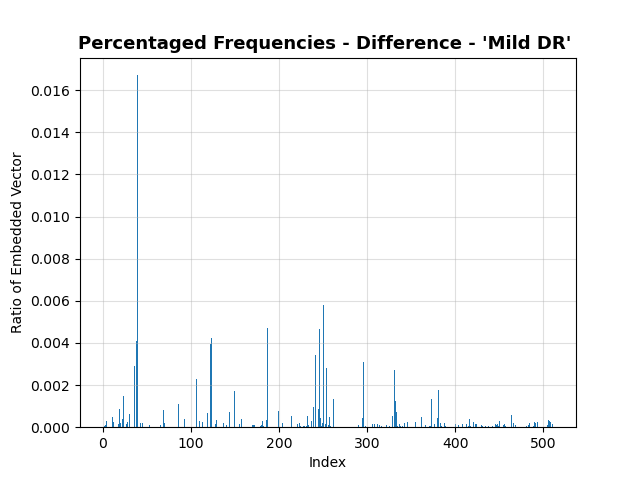 Percentaged Frequencies - Difference - 'Mild DR'
0.016
0.014
0.012
0.010
0.008
0.006
0.004
0.002
0.000
Ratio of Embedded Vector
0 100 200 300 400 500
Index